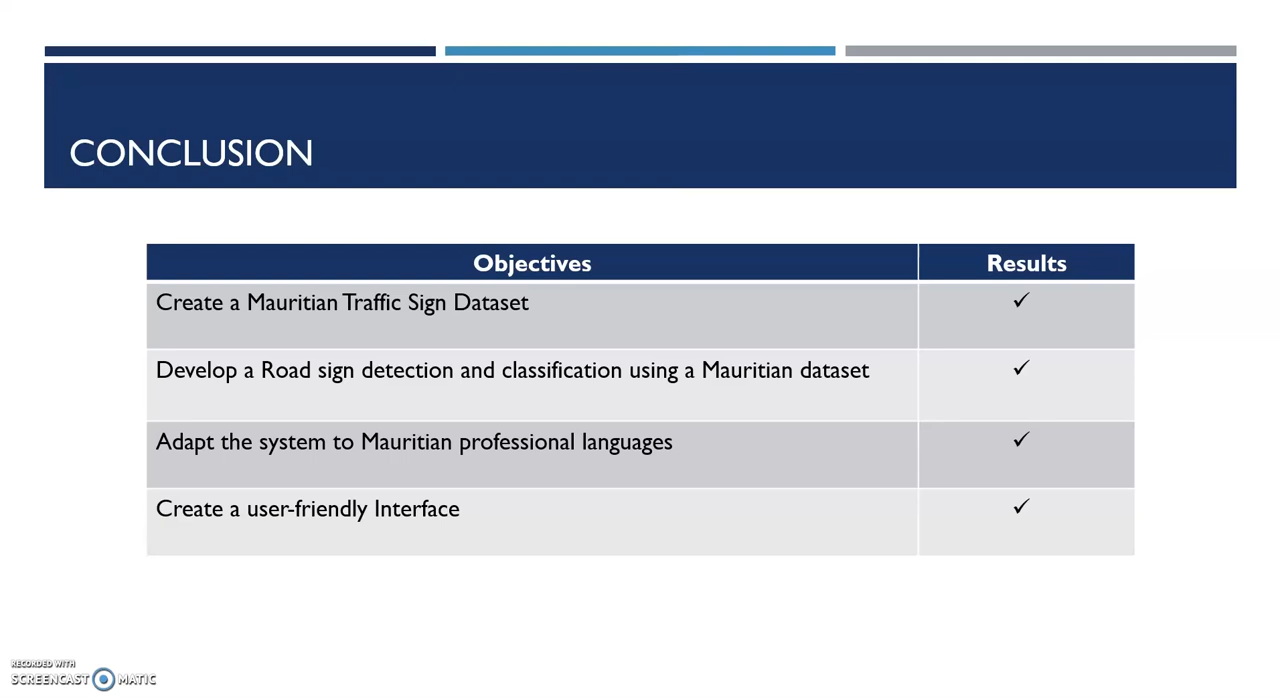 CONCLUSION
Objectives
Results
Create a Mauritian Traffic Sign Dataset
✓
Develop a Road sign detection and classification using a Mauritian dataset
✓
Adapt the system to Mauritian professional languages
✓
Create a user-friendly Interface
✓
RECORDED WITH
SCREENCAST MATIC